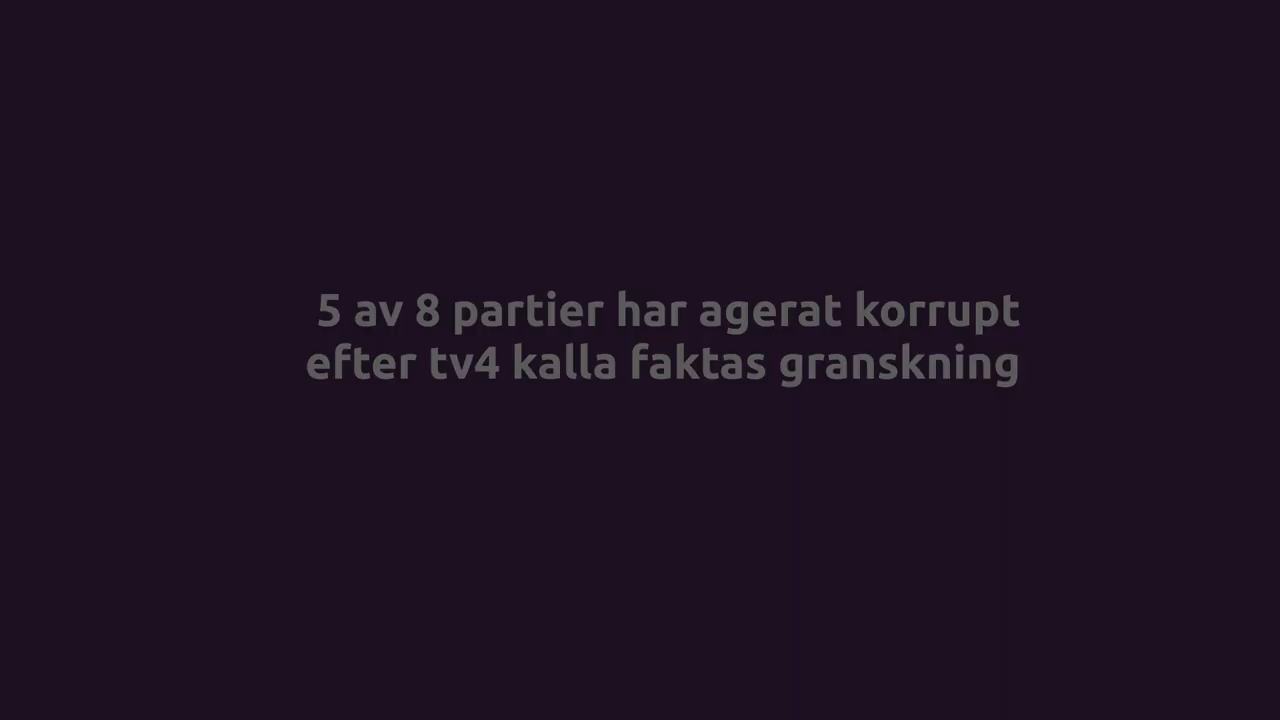 5 av 8 partier har agerat korrupt
efter tv4 kalla faktas granskning